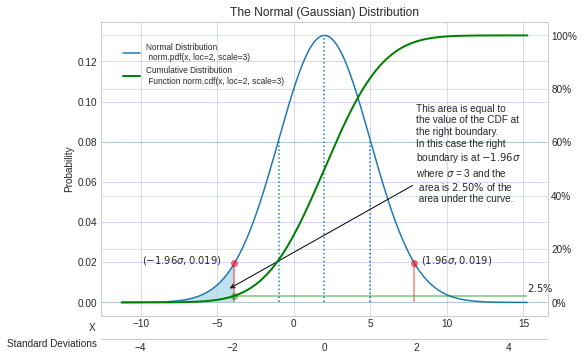 The Normal (Gaussian) Distribution
Normal Distribution
norm.pdf(x, loc=2, scale=3)
Cumulative Distribution
Function norm.cdf(x, loc=2, scale=3)
100%
80%
60%
40%
20%
0%
0.12
0.10
0.08
0.06
0.04
0.02
0.00
Probability
This area is equal to
the value of the CDF at
the right boundary.
In this case the right
boundary is at −1.96σ
where σ = 3 and the
area is 2.50% of the
area under the curve.
(−1.96σ, 0.019)
(1.96σ, 0.019)
2.5%
X
−10 −5 0 5 10 15
Standard Deviations
−4 −2 0 2 4